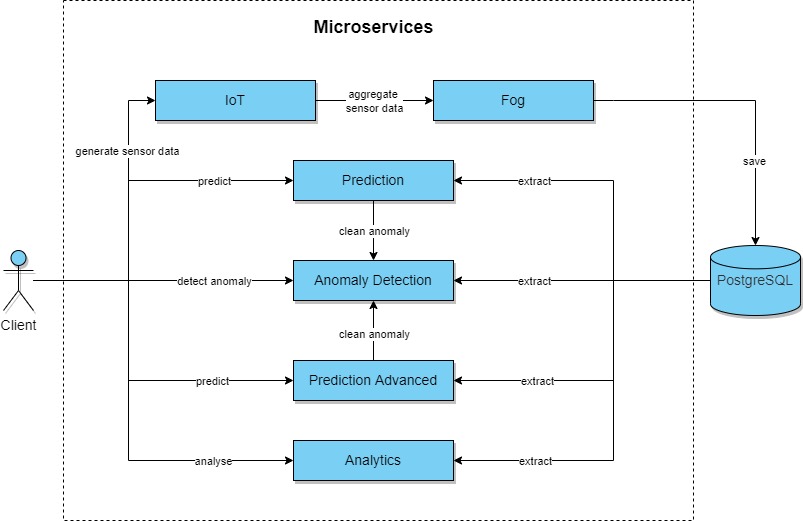 Microservices
IoT
aggregate
sensor data
Fog
generate sensor data
save
predict
Prediction
extract
clean anomaly
Client
detect anomaly
Anomaly Detection
extract
PostgreSQL
clean anomaly
predict
Prediction Advanced
extract
analyse
Analytics
extract